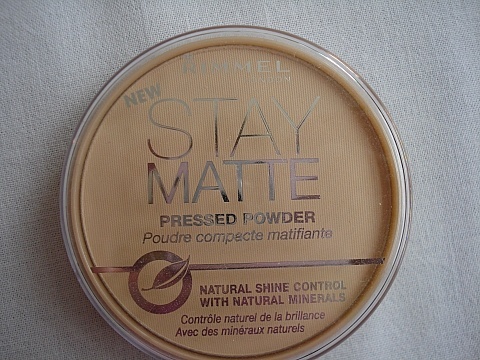 RIMMEL
LONDON
NEW
STAY
MATTE
PRESSED POWDER
Poudre compacte matifiante
NATURAL SHINE CONTROL
WITH NATURAL MINERALS
Contrôle naturel de la brillance
Avec des minéraux naturels